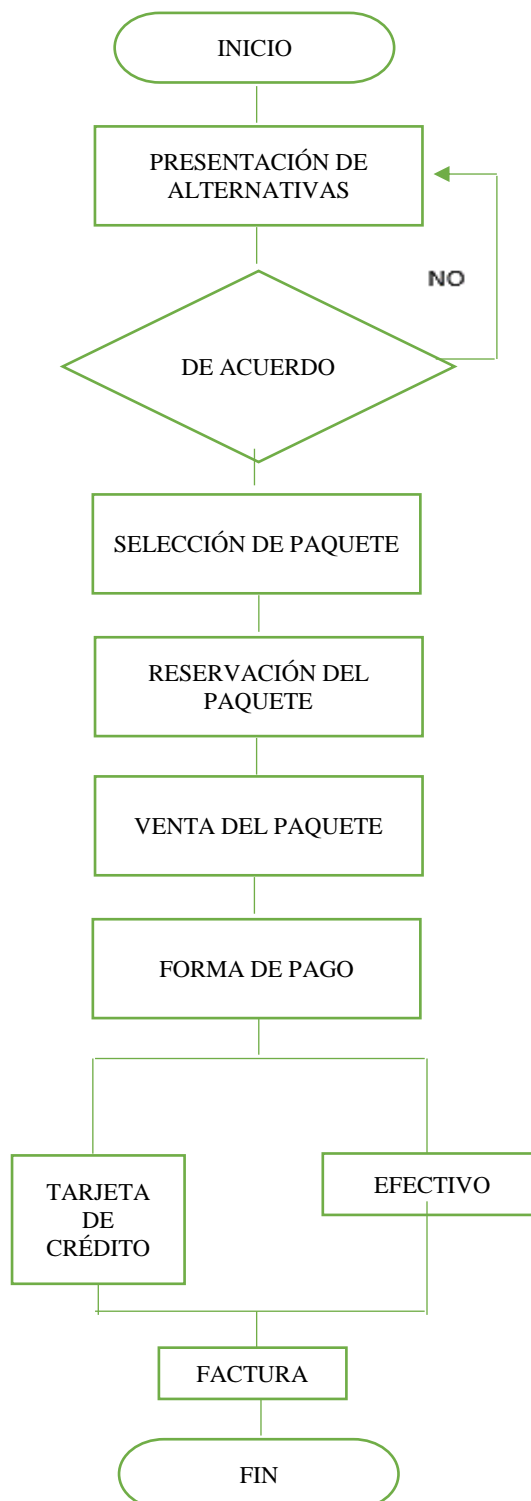 INICIO
PRESENTACIÓN DE
ALTERNATIVAS
NO
DE ACUERDO
SELECCIÓN DE PAQUETE
RESERVACIÓN DEL
PAQUETE
VENTA DEL PAQUETE
FORMA DE PAGO
TARJETA
DE
CRÉDITO
EFECTIVO
FACTURA
FIN